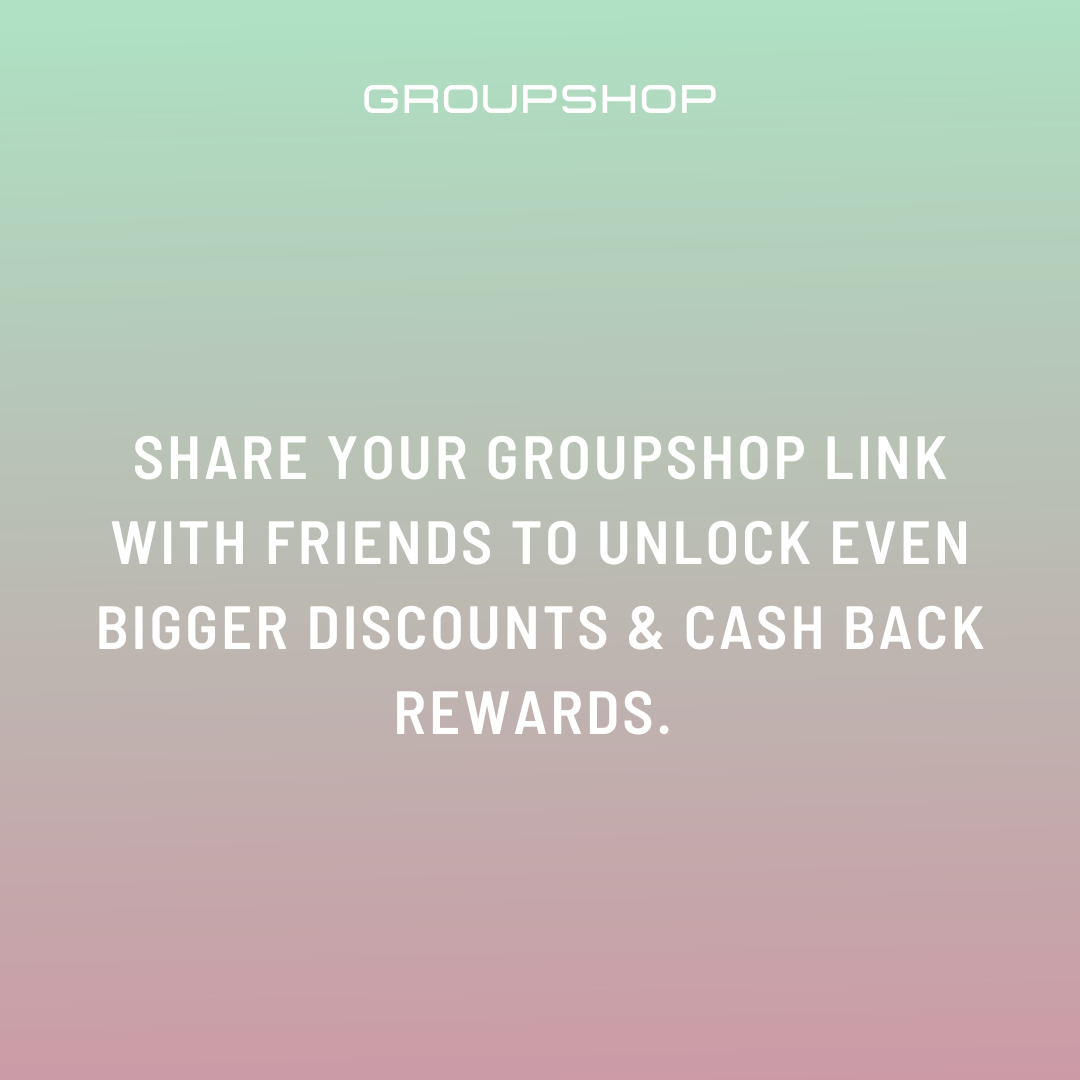 GROUPSHOP
SHARE YOUR GROUPSHOP LINK
WITH FRIENDS TO UNLOCK EVEN
BIGGER DISCOUNTS & CASH BACK
REWARDS.